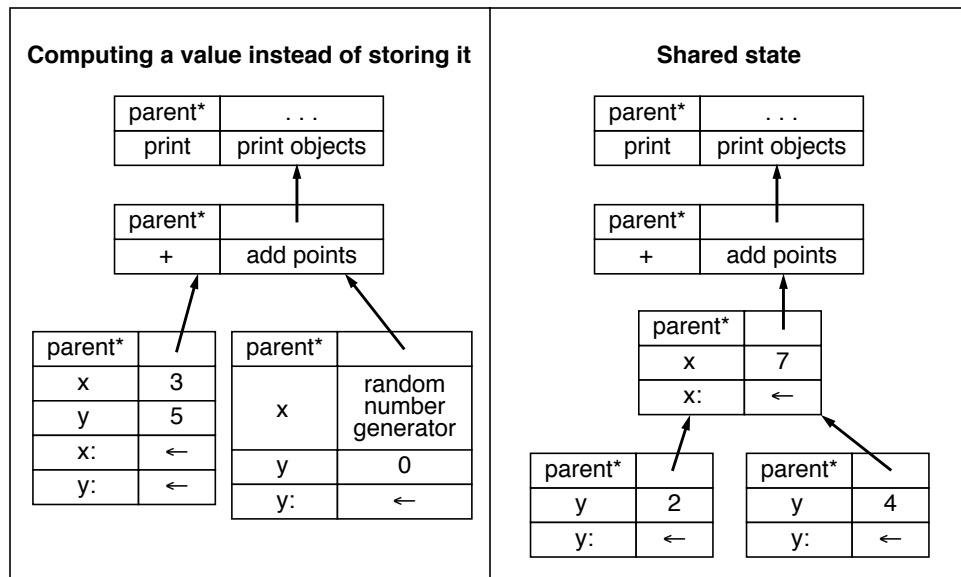 Computing a value instead of storing it
parent* . . .
print print objects
parent*
+ add points
parent*
x 3
y 5
x: ←
y: ←
parent*
x random number generator
y 0
y: ←
Shared state
parent* . . .
print print objects
parent*
+ add points
parent*
x 7
x: ←
parent*
y 2
y: ←
parent*
y 4
y: ←